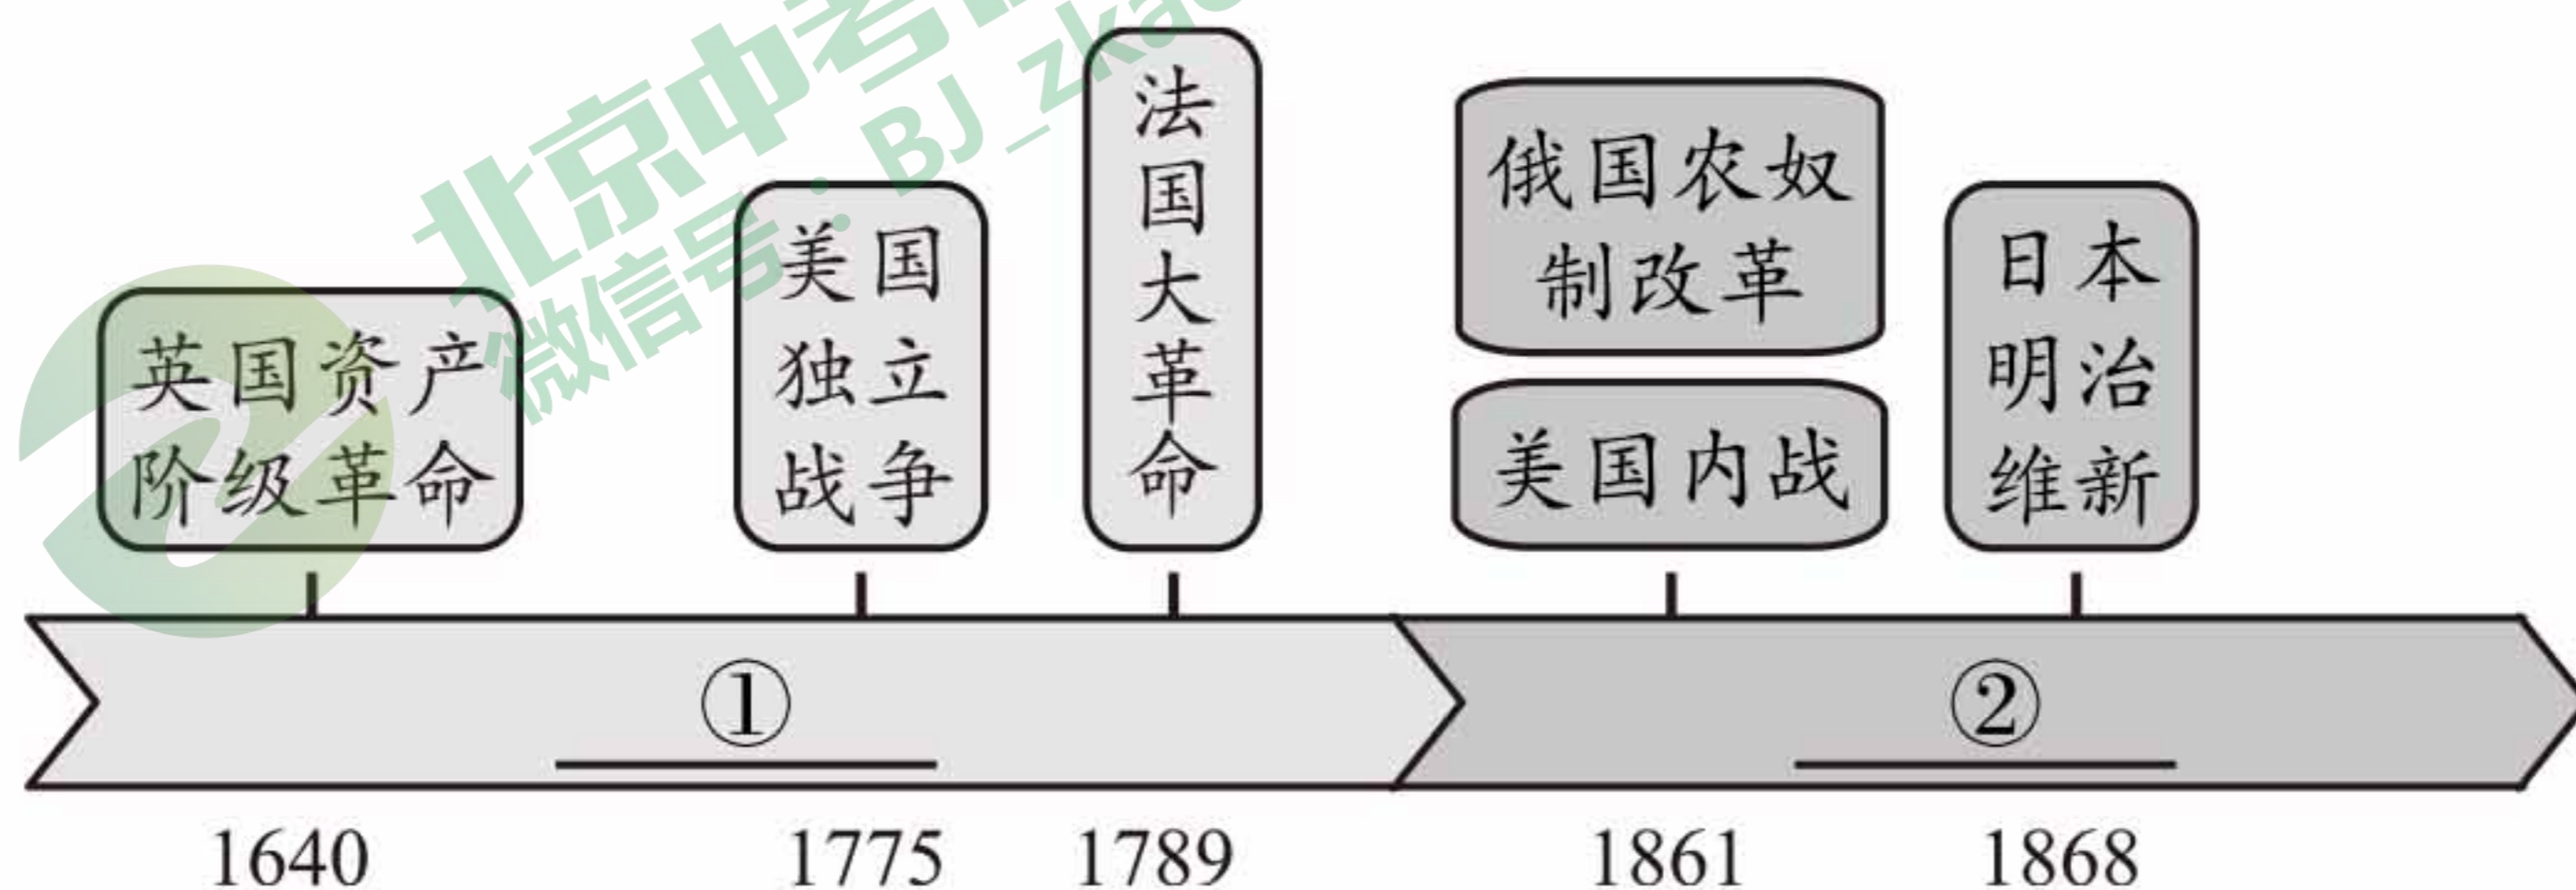 北京中考
微信号：BJ_zkao
英国资产
阶级革命
美国
独立
战争
法国大革命
俄国农奴
制改革
美国内战
日本
明治
维新
①
②
1640
1775
1789
1861
1868